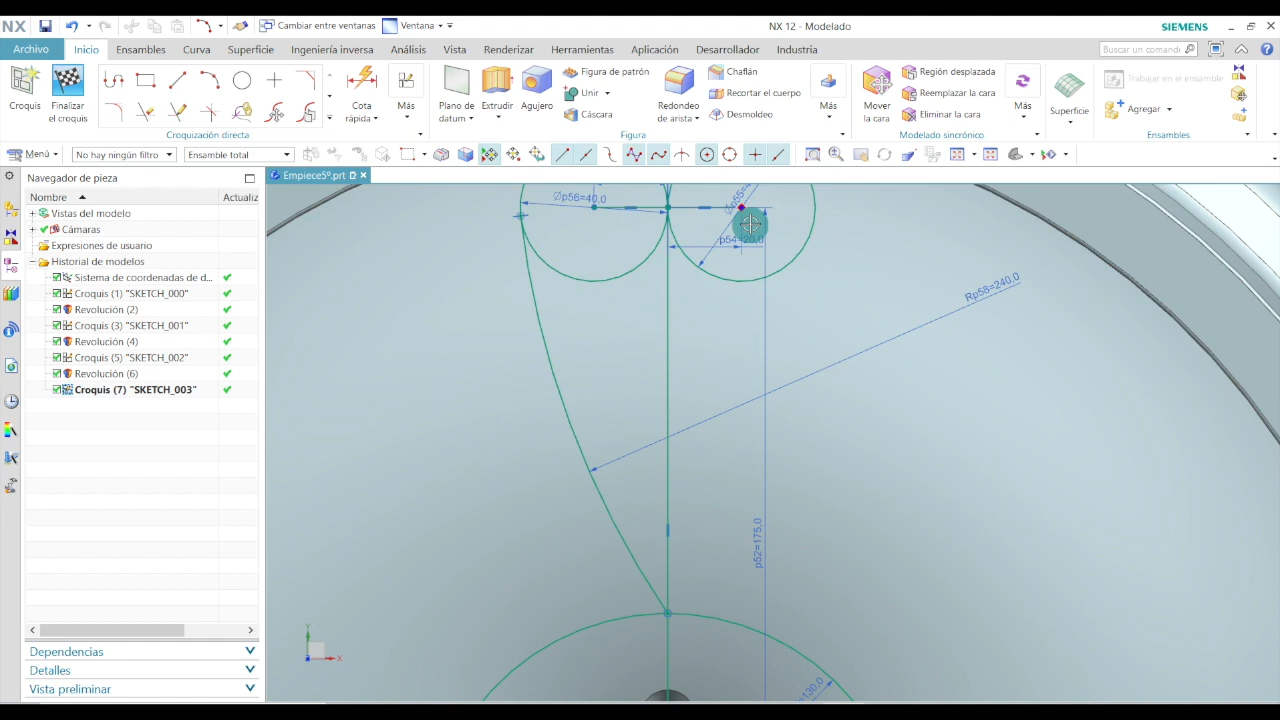 NX
Cambiar entre ventanas
Ventana
NX 12 - Modelado
SIEMENS
Archivo
Inicio
Ensambles
Curva
Superficie
Ingeniería inversa
Análisis
Vista
Renderizar
Herramientas
Aplicación
Desarrollador
Industria
Buscar un comando
Croquis
Finalizar
el croquis
Cota
rápida
Más
Croquización directa
Plano de
datum
Extrudir
Agujero
Figura de patrón
Unir
Cáscara
Redondeo
de arista
Chaflán
Recortar el cuerpo
Desmoldeo
Más
Figura
Mover
la cara
Región desplazada
Reemplazar la cara
Eliminar la cara
Más
Modelado sincrónico
Superficie
Trabajar en el ensamble
Agregar
Ensambles
Menú
No hay ningún filtro
Ensamble total
Navegador de pieza
Empiece5º.prt
Nombre
Actualiz
Vistas del modelo
Cámaras
Expresiones de usuario
Historial de modelos
Sistema de coordenadas de d...
Croquis (1) "SKETCH_000"
Revolución (2)
Croquis (3) "SKETCH_001"
Revolución (4)
Croquis (5) "SKETCH_002"
Revolución (6)
Croquis (7) "SKETCH_003"
Dependencias
Detalles
Vista preliminar
Øp56=40,0
p54=20,0
Rp58=240,0
p52=175,0
=130,0
Y
X